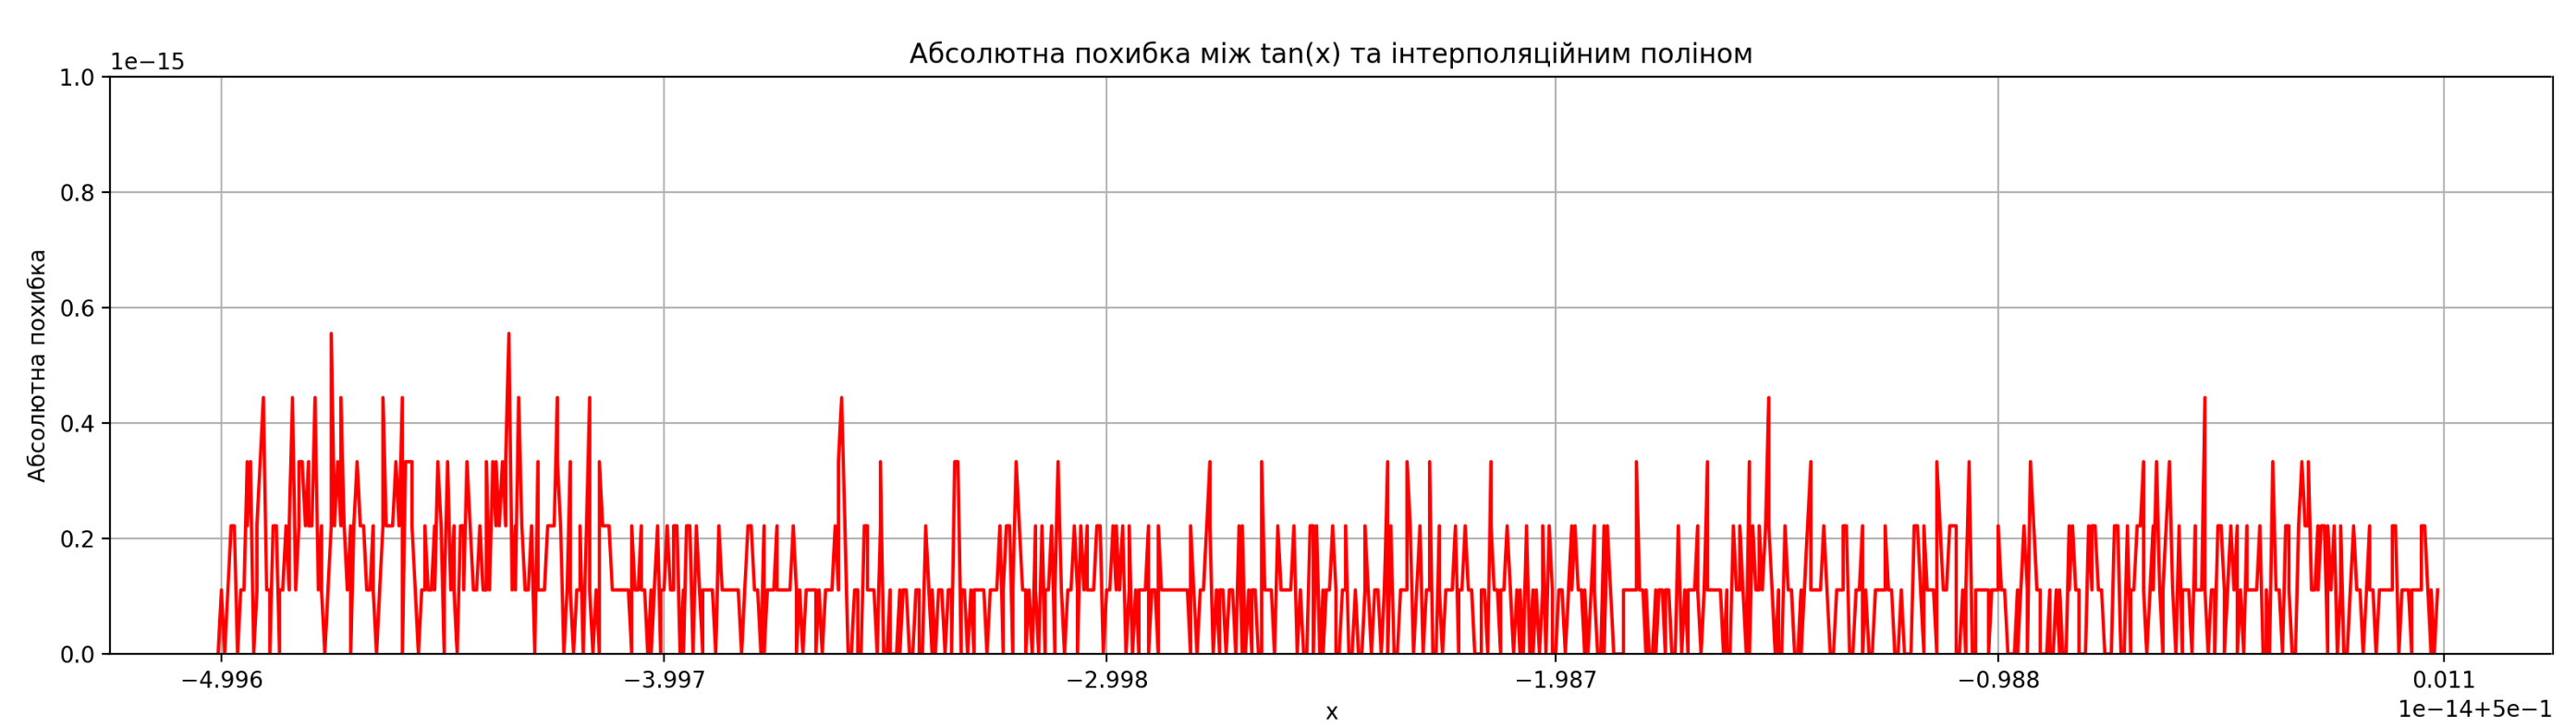 Абсолютна похибка між tan(x) та інтерполяційним поліном
1e−15
1.0
0.8
0.6
0.4
0.2
0.0
Абсолютна похибка
−4.996 −3.997 −2.998 −1.987 −0.988 0.011
x
1e−14+5e−1